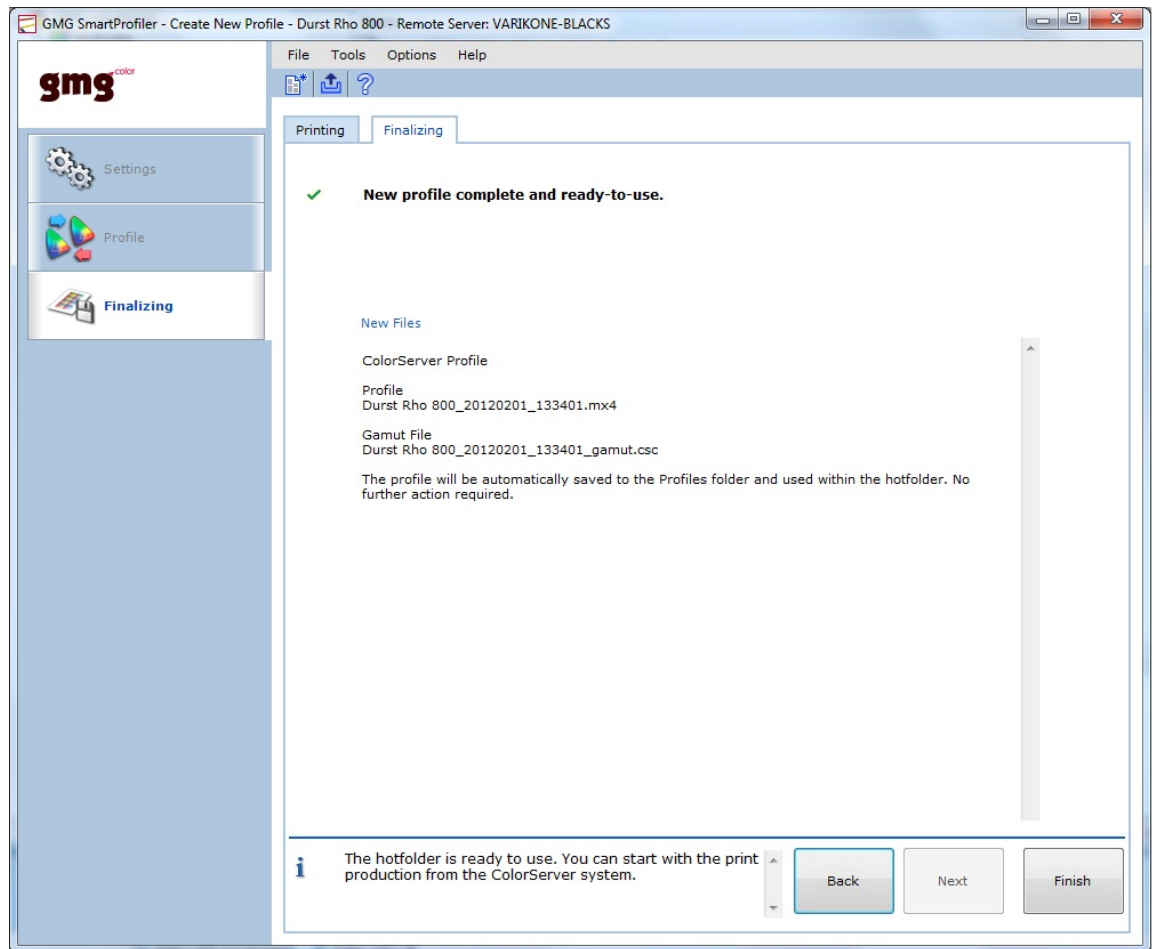 GMG SmartProfiler - Create New Profile - Durst Rho 800 - Remote Server: VARIKONE-BLACKS
File Tools Options Help
gmg color
Printing Finalizing
Settings
Profile
Finalizing
New profile complete and ready-to-use.
New Files
ColorServer Profile
Profile
Durst Rho 800_20120201_133401.mx4
Gamut File
Durst Rho 800_20120201_133401_gamut.csc
The profile will be automatically saved to the Profiles folder and used within the hotfolder. No
further action required.
The hotfolder is ready to use. You can start with the print
production from the ColorServer system.
Back Next Finish